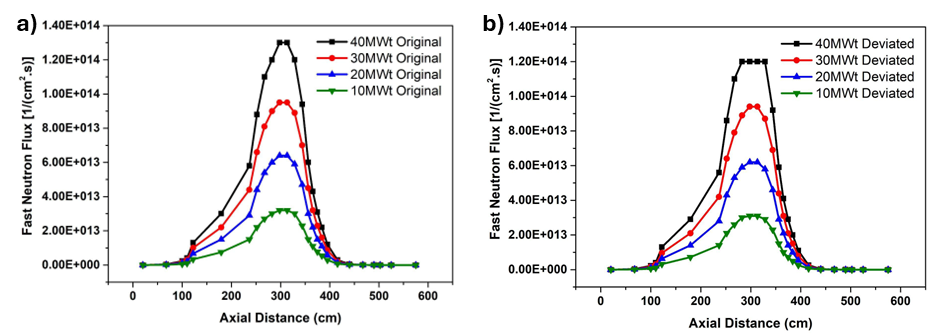 a)
Fast Neutron Flux [1/(cm².s)]
1.40E+014
1.20E+014
1.00E+014
8.00E+013
6.00E+013
4.00E+013
2.00E+013
0.00E+000
40MWt Original
30MWt Original
20MWt Original
10MWt Original
0 100 200 300 400 500 600
Axial Distance (cm)
b)
Fast Neutron Flux [1/(cm².s)]
1.40E+014
1.20E+014
1.00E+014
8.00E+013
6.00E+013
4.00E+013
2.00E+013
0.00E+000
40MWt Deviated
30MWt Deviated
20MWt Deviated
10MWt Deviated
0 100 200 300 400 500 600
Axial Distance (cm)